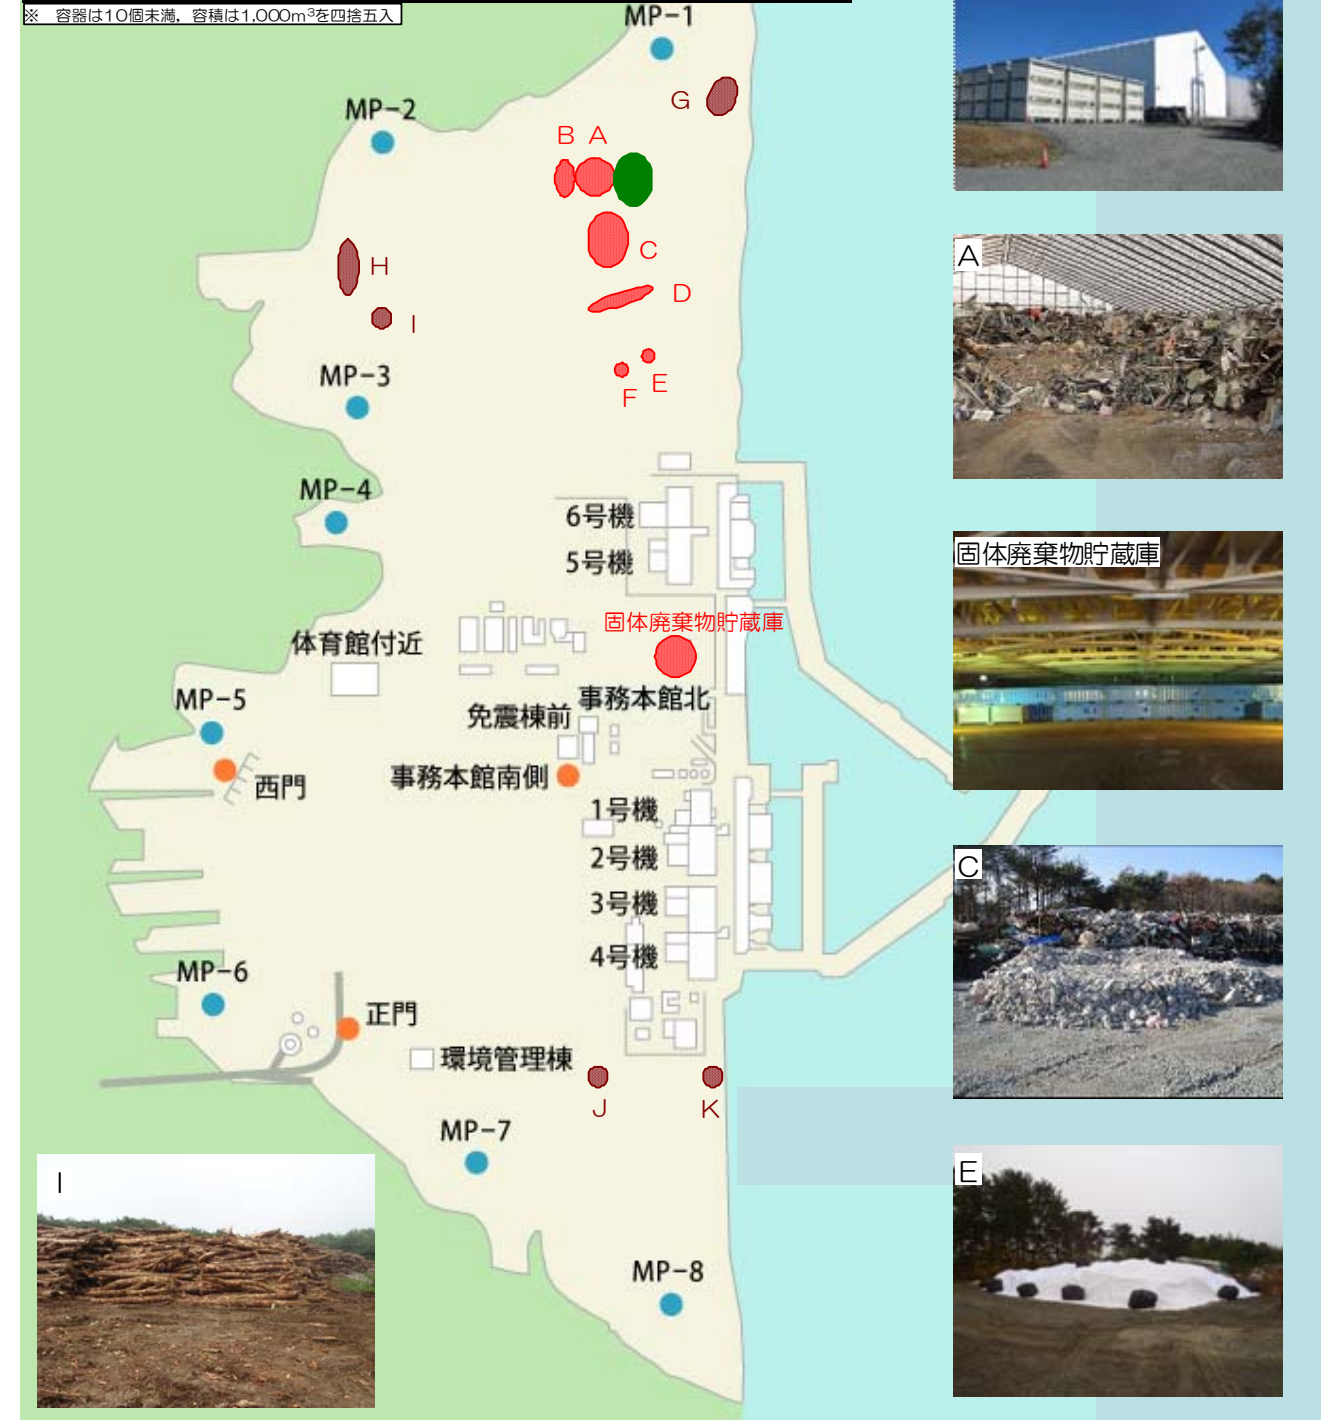 ※ 容器は10個未満，容積は1,000m³を四捨五入
MP-1
G
MP-2
B A
A
H
C
D
I
MP-3
E
F
MP-4
6号機
5号機
固体廃棄物貯蔵庫
固体廃棄物貯蔵庫
体育館付近
MP-5
事務本館北
免震棟前
西門
事務本館南側
1号機
2号機
C
3号機
4号機
MP-6
正門
環境管理棟
J
K
MP-7
I
E
MP-8